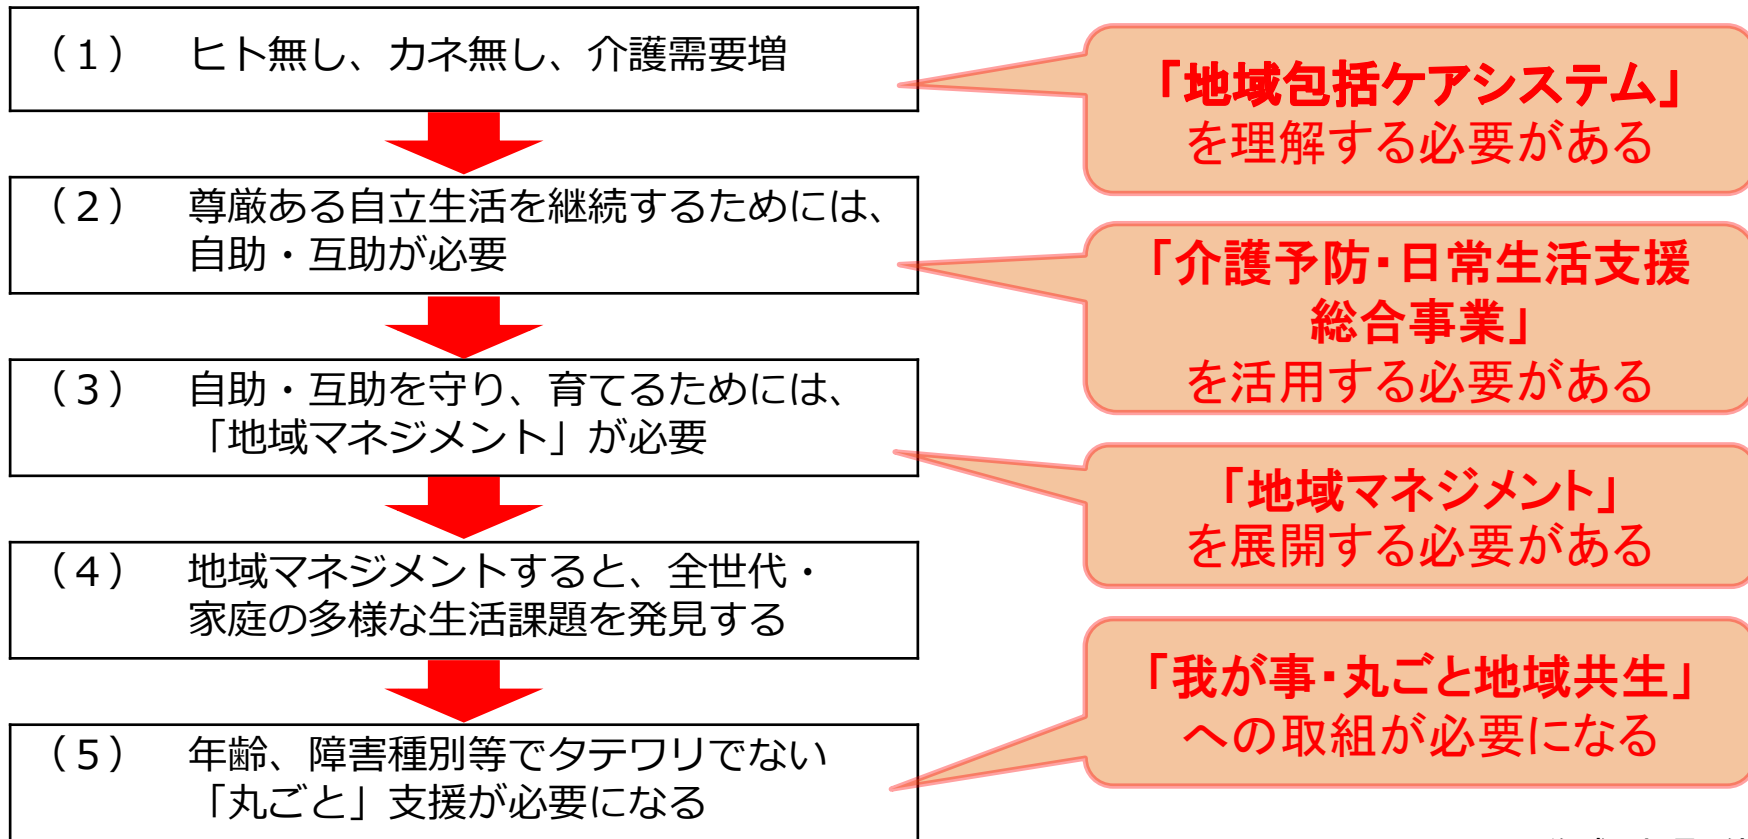 （１）　ヒト無し、カネ無し、介護需要増
「地域包括ケアシステム」
を理解する必要がある
（２）　尊厳ある自立生活を継続するためには、
自助・互助が必要
「介護予防・日常生活支援
総合事業」
を活用する必要がある
（３）　自助・互助を守り、育てるためには、
「地域マネジメント」が必要
「地域マネジメント」
を展開する必要がある
（４）　地域マネジメントすると、全世代・
家庭の多様な生活課題を発見する
（５）　年齢、障害種別等でタテワリでない
「丸ごと」支援が必要になる
「我が事・丸ごと地域共生」
への取組が必要になる